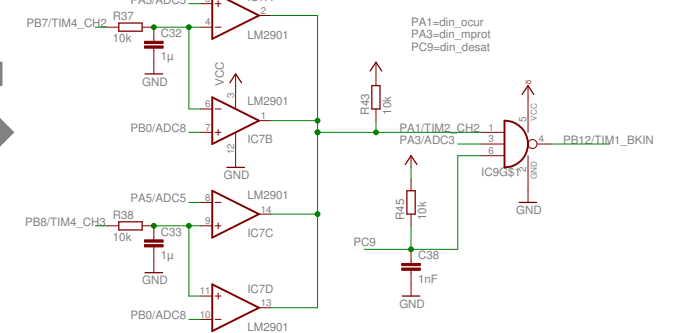 PA5/ADC5
2
LM2901
PB7/TIM4_CH2
R37
10k
4
C32
1µ
GND
VCC
3
LM2901
6
1
PB0/ADC8
7
IC7B
12
GND
PA5/ADC5
8
LM2901
14
PB8/TIM4_CH3
R38
10k
9
IC7C
C33
1µ
GND
11
IC7D
13
PB0/ADC8
10
LM2901
PA1=din_ocur
PA3=din_mprot
PC9=din_desat
R43
10k
PA1/TIM2_CH2
1
PA3/ADC3
3
6
VCC
5
4
PB12/TIM1_BKIN
IC9G$1
2
GND
GND
R45
10k
PC9
C38
1nF
GND